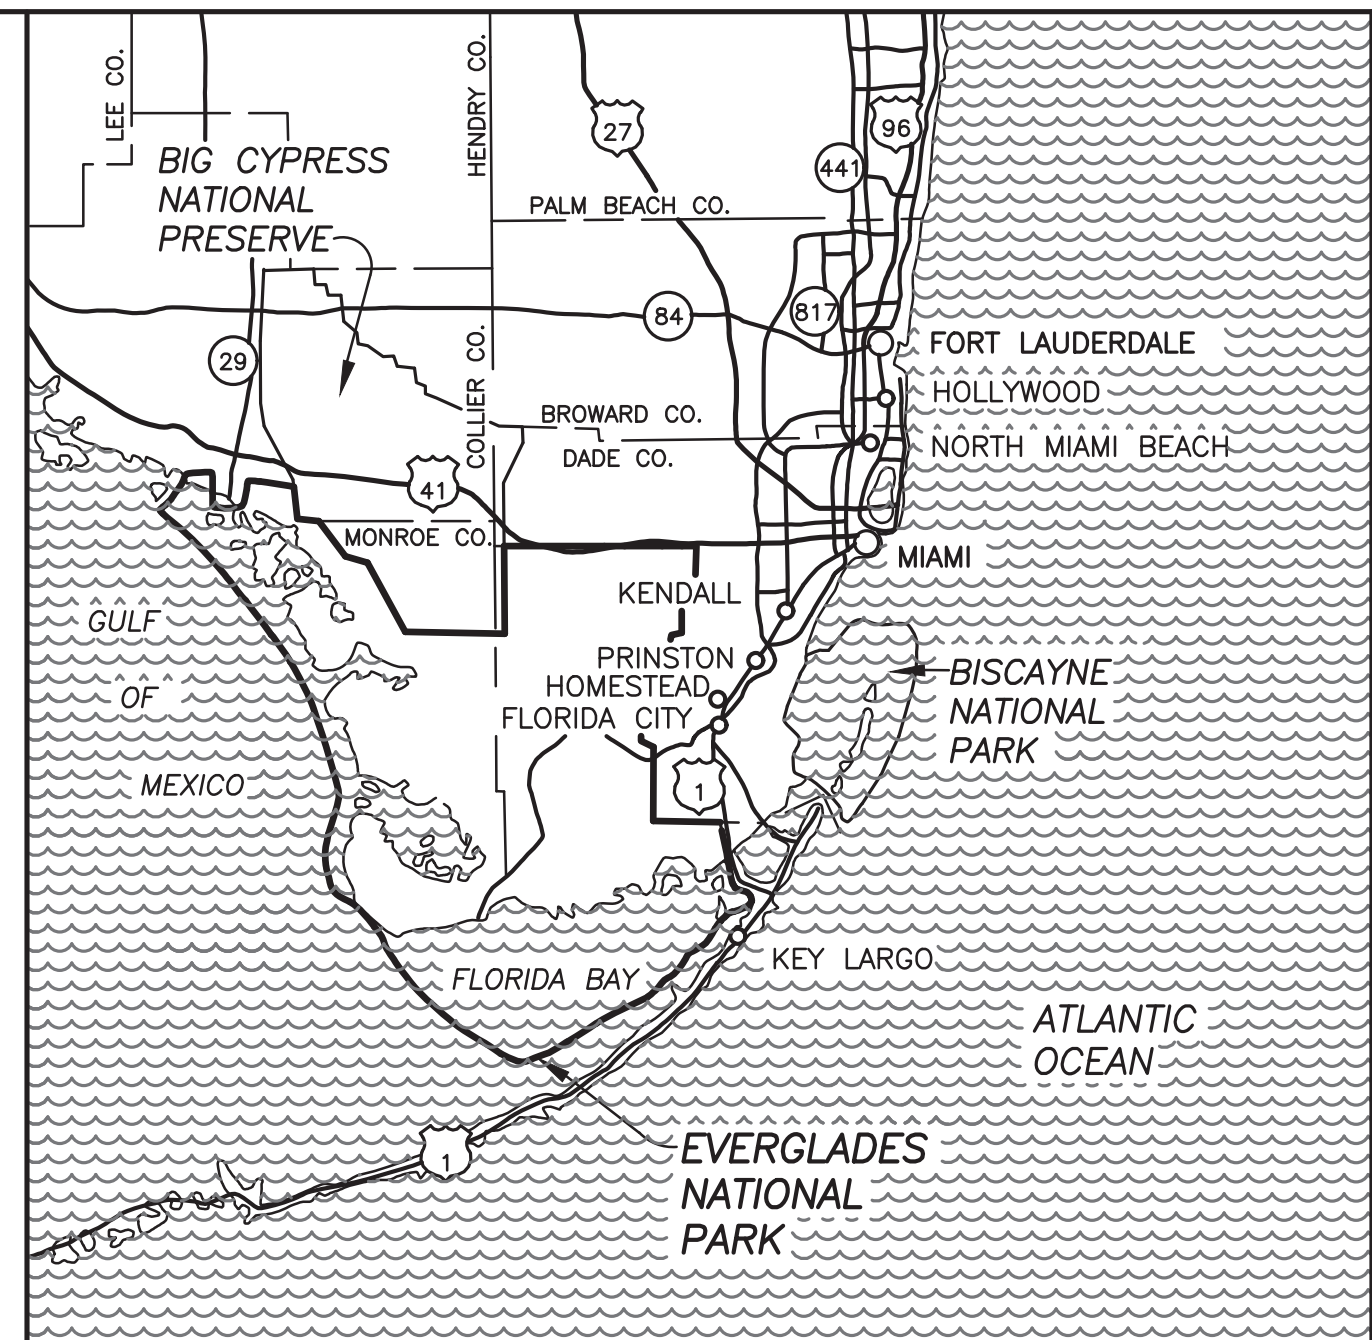 LEE CO.
HENDRY CO.
27
96
441
BIG CYPRESS
NATIONAL
PRESERVE
PALM BEACH CO.
84
817
29
FORT LAUDERDALE
HOLLYWOOD
COLLIER CO.
BROWARD CO.
DADE CO.
NORTH MIAMI BEACH
41
MONROE CO.
MIAMI
KENDALL
GULF
OF
MEXICO
PRINSTON
HOMESTEAD
FLORIDA CITY
BISCAYNE
NATIONAL
PARK
1
KEY LARGO
FLORIDA BAY
ATLANTIC
OCEAN
1
EVERGLADES
NATIONAL
PARK